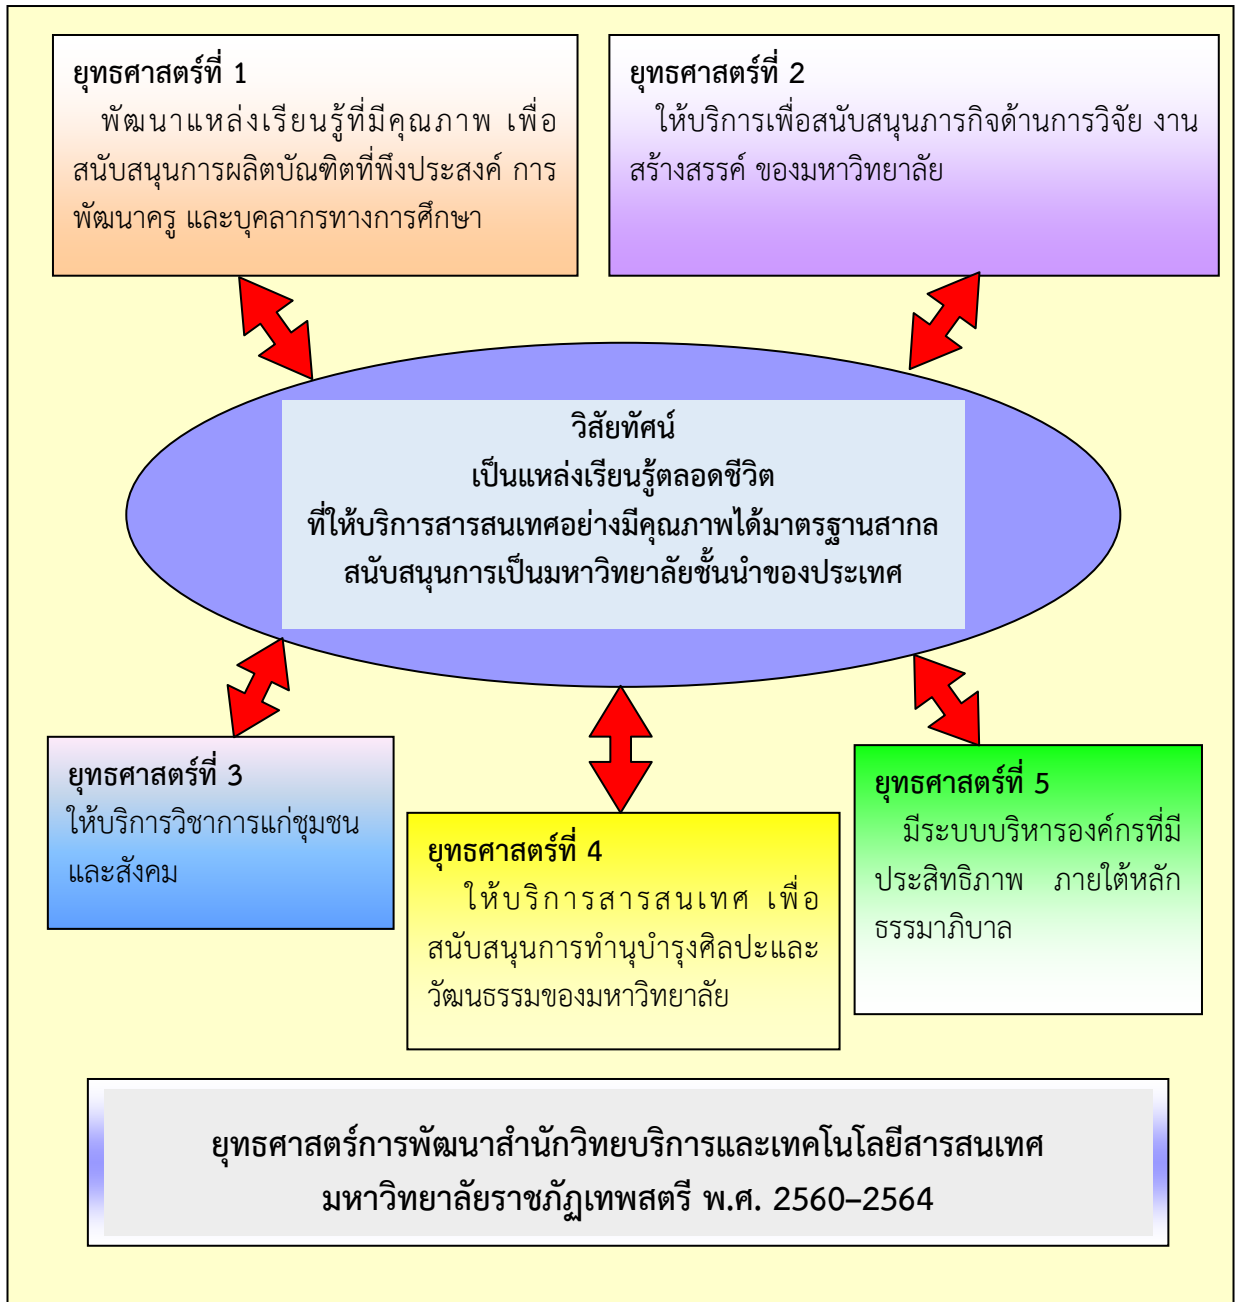 ยุทธศาสตร์ที่ 1
พัฒนาแหล่งเรียนรู้ที่มีคุณภาพ เพื่อ
สนับสนุนการผลิตบัณฑิตที่พึงประสงค์ การ
พัฒนาครู และบุคลากรทางการศึกษา
ยุทธศาสตร์ที่ 2
ให้บริการเพื่อสนับสนุนภารกิจด้านการวิจัย งาน
สร้างสรรค์ ของมหาวิทยาลัย
วิสัยทัศน์
เป็นแหล่งเรียนรู้ตลอดชีวิต
ที่ให้บริการสารสนเทศอย่างมีคุณภาพได้มาตรฐานสากล
สนับสนุนการเป็นมหาวิทยาลัยชั้นนำของประเทศ
ยุทธศาสตร์ที่ 3
ให้บริการวิชาการแก่ชุมชน
และสังคม
ยุทธศาสตร์ที่ 4
ให้บริการสารสนเทศ เพื่อ
สนับสนุนการทำนุบำรุงศิลปะและ
วัฒนธรรมของมหาวิทยาลัย
ยุทธศาสตร์ที่ 5
มีระบบบริหารองค์กรที่มี
ประสิทธิภาพ ภายใต้หลัก
ธรรมาภิบาล
ยุทธศาสตร์การพัฒนาสำนักวิทยบริการและเทคโนโลยีสารสนเทศ
มหาวิทยาลัยราชภัฏเทพสตรี พ.ศ. 2560–2564